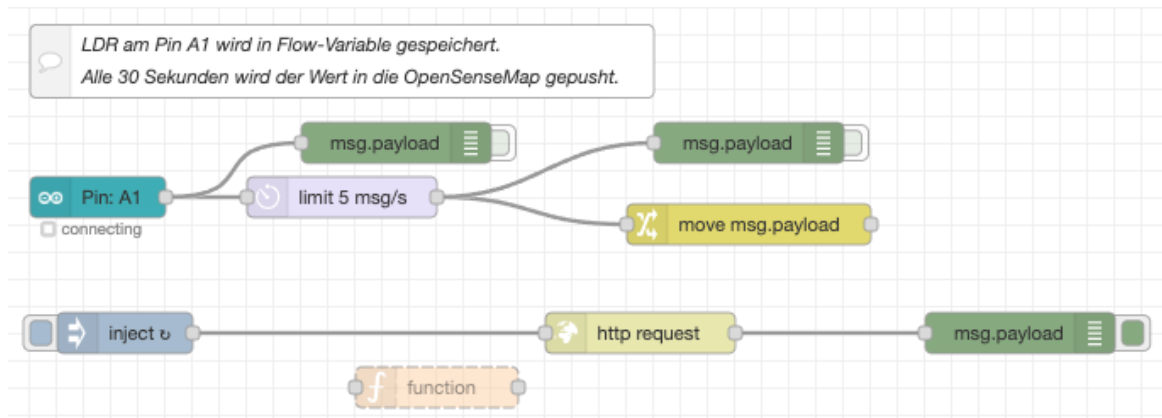 LDR am Pin A1 wird in Flow-Variable gespeichert.
Alle 30 Sekunden wird der Wert in die OpenSenseMap gepusht.
msg.payload
msg.payload
Pin: A1
limit 5 msg/s
connecting
move msg.payload
inject ↻
http request
msg.payload
function